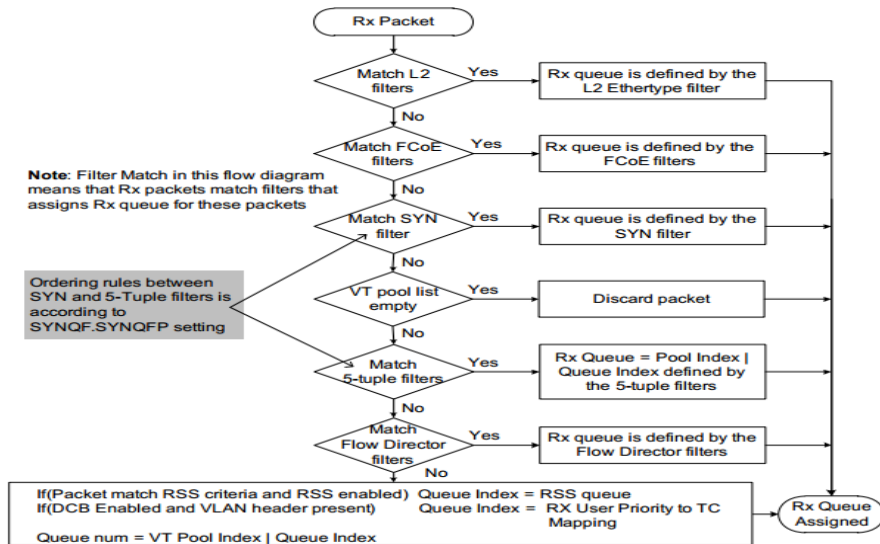 Rx Packet
Match L2
filters
Yes
Rx queue is defined by the
L2 Ethertype filter
No
Match FCoE
filters
Yes
Rx queue is defined by the
FCoE filters
Note: Filter Match in this flow diagram
means that Rx packets match filters that
assigns Rx queue for these packets
No
Match SYN
filter
Yes
Rx queue is defined by the
SYN filter
Ordering rules between
SYN and 5-Tuple filters is
according to
SYNQF.SYNQFP setting
No
VT pool list
empty
Yes
Discard packet
No
Match
5-tuple filters
Yes
Rx Queue = Pool Index |
Queue Index defined by
the 5-tuple filters
No
Match
Flow Director
filters
Yes
Rx queue is defined by the
Flow Director filters
No
If(Packet match RSS criteria and RSS enabled) Queue Index = RSS queue
If(DCB Enabled and VLAN header present) Queue Index = RX User Priority to TC
Mapping
Queue num = VT Pool Index | Queue Index
Rx Queue
Assigned